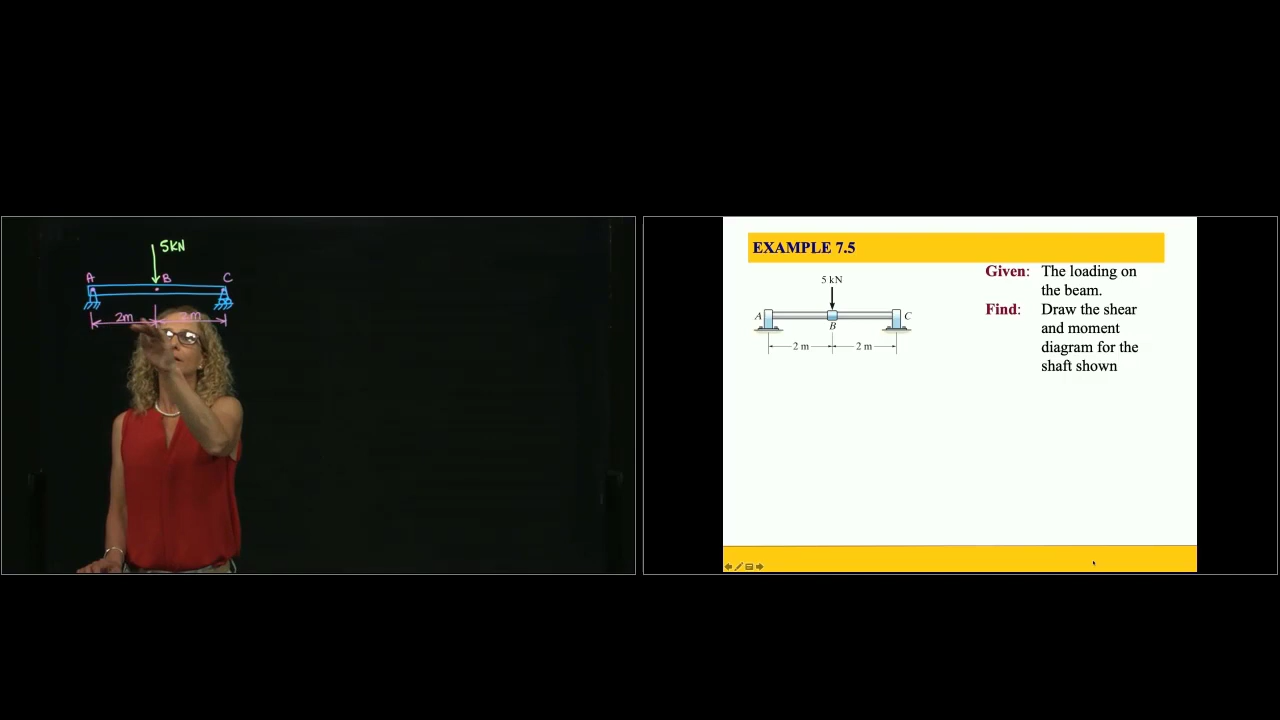 5KN
A
B
C
2m
2m
EXAMPLE 7.5
Given: The loading on
the beam.
Find: Draw the shear
and moment
diagram for the
shaft shown
5 kN
A
B
C
2 m
2 m